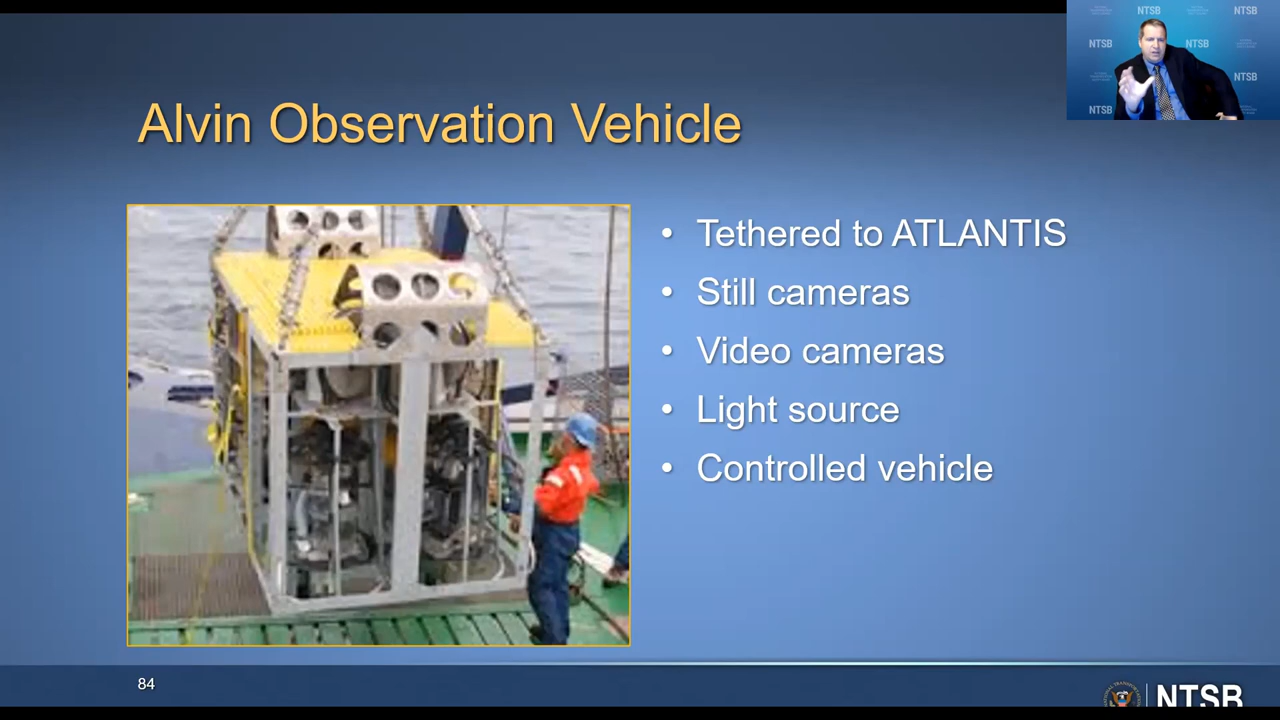 NTSB NTSB
NTSB NTSB
NTSB
NTSB
Alvin Observation Vehicle
• Tethered to ATLANTIS
• Still cameras
• Video cameras
• Light source
• Controlled vehicle
84
NTSB